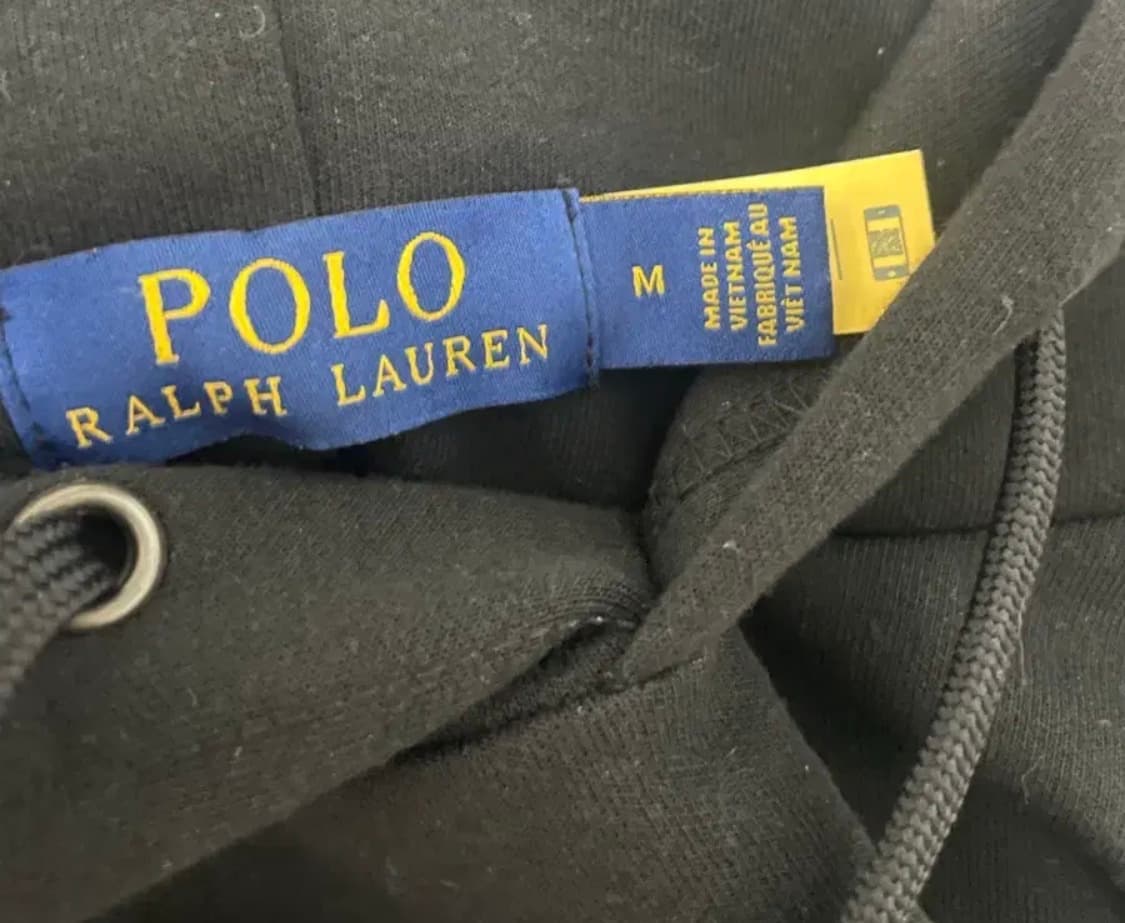 POLO
RALPH LAUREN
M
MADE IN
VIETNAM
FABRIQUÉ AU
VIÊT NAM